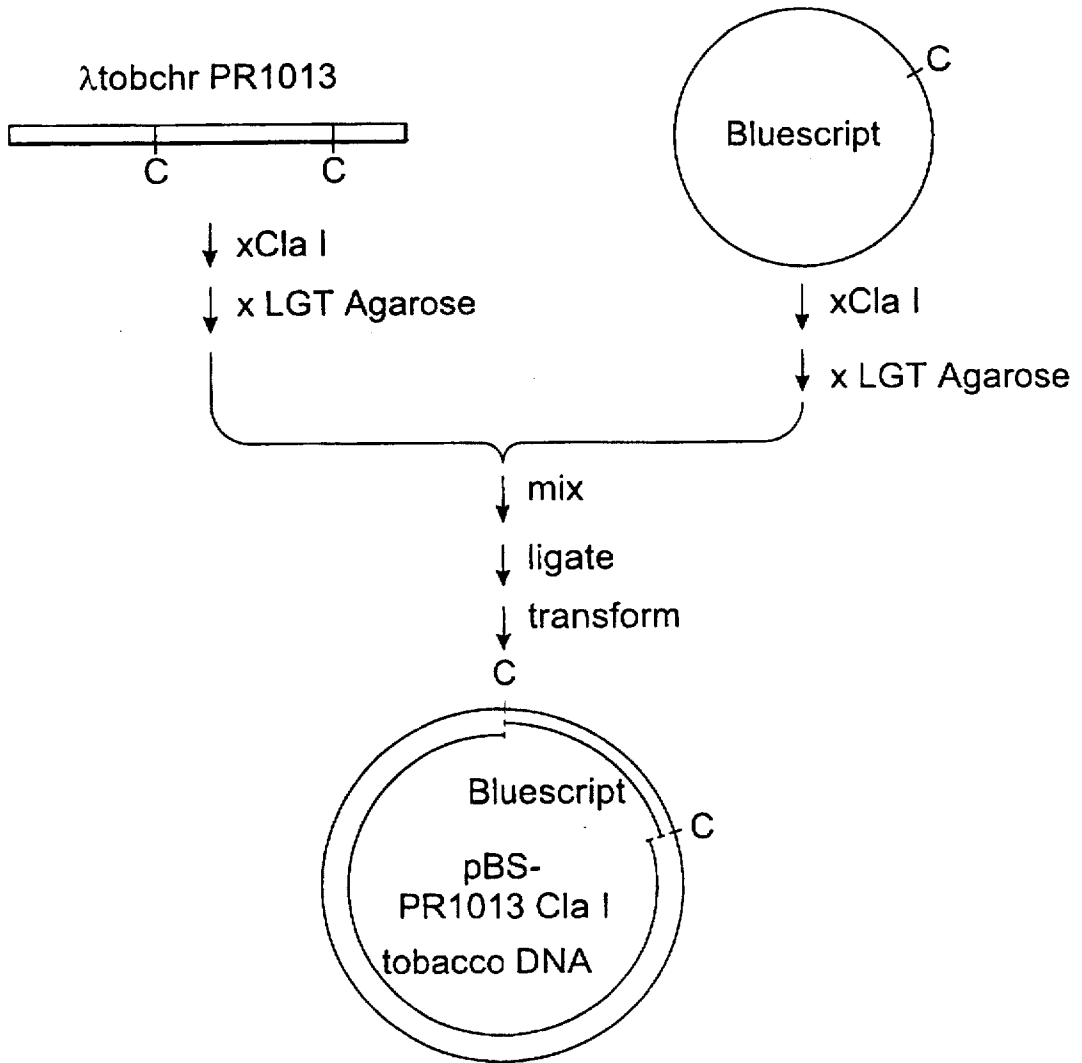 λtobchr PR1013
C
C
xCla I
x LGT Agarose
C
Bluescript
xCla I
x LGT Agarose
mix
ligate
transform
C
Bluescript
C
pBS-
PR1013 Cla I
tobacco DNA